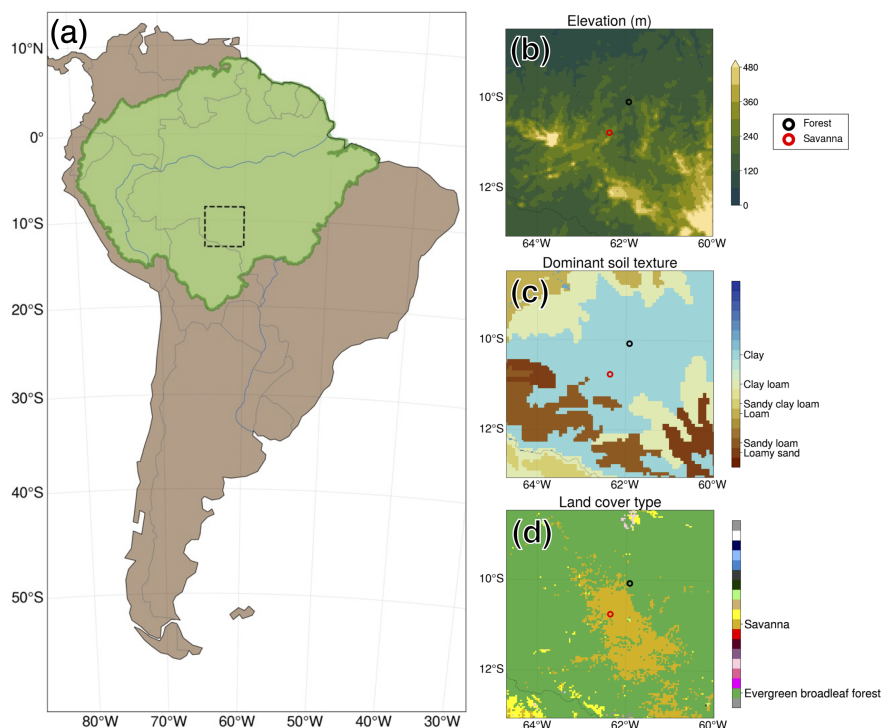 (a)
10°N
0°
10°S
20°S
30°S
40°S
50°S
80°W 70°W 60°W 50°W 40°W 30°W
Elevation (m)
(b)
10°S
12°S
64°W 62°W 60°W
480
360
240
120
0
Forest
Savanna
Dominant soil texture
(c)
10°S
12°S
64°W 62°W 60°W
Clay
Clay loam
Sandy clay loam
Loam
Sandy loam
Loamy sand
Land cover type
(d)
10°S
12°S
64°W 62°W 60°W
Savanna
Evergreen broadleaf forest